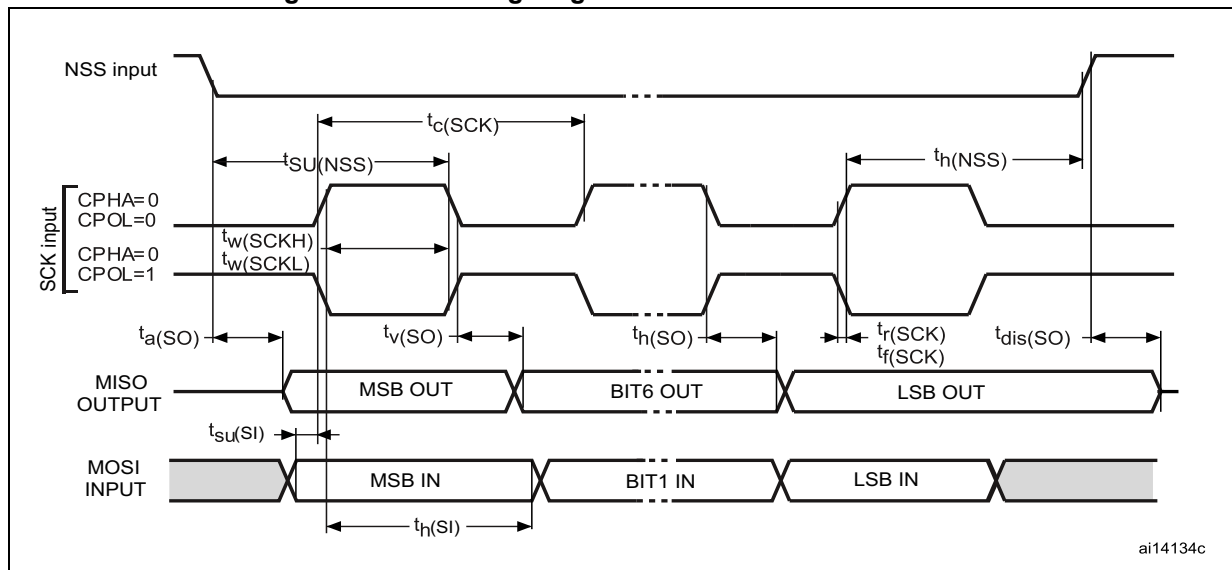 NSS input
tc(SCK)
tSU(NSS)
th(NSS)
SCK input
CPHA=0
CPOL=0
tw(SCKH)
CPHA=0
tw(SCKL)
CPOL=1
ta(SO)
tv(SO)
th(SO)
tr(SCK)
tf(SCK)
tdis(SO)
MISO
OUTPUT
MSB OUT
BIT6 OUT
LSB OUT
tsu(SI)
MOSI
INPUT
MSB IN
BIT1 IN
LSB IN
th(SI)
ai14134c